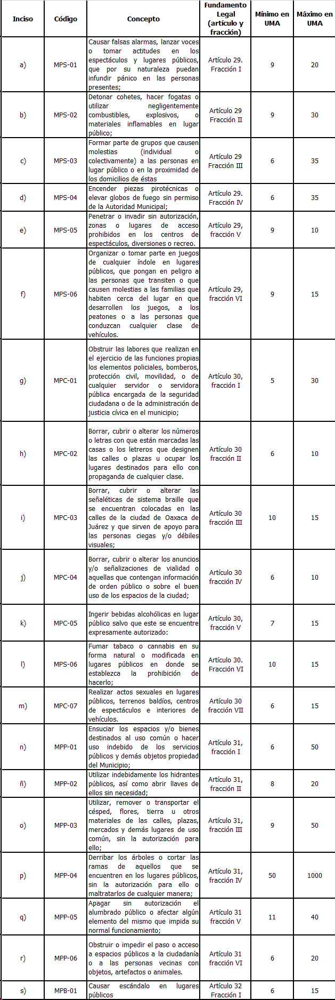 Inciso
Código
Concepto
Fundamento
Legal
(artículo y
fracción)
Mínimo en
UMA
Máximo en
UMA
a)
MPS-01
Causar falsas alarmas, lanzar voces
o tomar actitudes en los
espectáculos y lugares públicos,
que por su naturaleza puedan
infundir pánico en las personas
presentes;
Artículo 29.
Fracción I
9
20
b)
MPS-02
Detonar cohetes, hacer fogatas o
utilizar negligentemente
combustibles, explosivos, o
materiales inflamables en lugar
público;
Artículo 29
Fracción II
9
30
c)
MPS-03
Formar parte de grupos que causen
molestias (individual o
colectivamente) a las personas en
lugar público o en la proximidad de
los domicilios de éstas
Artículo 29
Fracción III
6
35
d)
MPS-04
Encender piezas pirotécnicas o
elevar globos de fuego sin permiso
de la Autoridad Municipal;
Artículo 29.
Fracción IV
6
35
e)
MPS-05
Penetrar o invadir sin autorización,
zonas o lugares de acceso
prohibidos en los centros de
espectáculos, diversiones o recreo.
Artículo 29,
fracción V
9
10
f)
MPS-06
Organizar o tomar parte en juegos
de cualquier índole en lugares
públicos, que pongan en peligro a
las personas que transiten o que
causen molestias a las familias que
habiten cerca del lugar en que
desarrollen los juegos, a los
peatones o a las personas que
conduzcan cualquier clase de
vehículos.
Artículo 29,
fracción VI
9
15
g)
MPC-01
Obstruir las labores que realizan en
el ejercicio de las funciones propias
los elementos policiales, bomberos,
protección civil, movilidad, o de
cualquier servidor o servidora
pública encargada de la seguridad
ciudadana o de la administración de
justicia cívica en el municipio;
Artículo 30,
fracción I
5
30
h)
MPC-02
Borrar, cubrir o alterar los números
o letras con que están marcadas las
casas o los letreros que designen
las calles o plazas u ocupar los
lugares destinados para ello con
propaganda de cualquier clase.
Artículo 30
fracción II
6
10
i)
MPC-03
Borrar, cubrir o alterar las
señaléticas de sistema braille que
se encuentran colocadas en las
calles de la ciudad de Oaxaca de
Juárez y que sirven de apoyo para
las personas ciegas y/o débiles
visuales;
Artículo 30
fracción III
10
15
j)
MPC-04
Borrar, cubrir o alterar los anuncios
y/o señalizaciones de vialidad o
aquellas que contengan información
de orden público o sobre el buen
uso de los espacios de la ciudad;
Artículo 30
fracción IV
6
10
k)
MPC-05
Ingerir bebidas alcohólicas en lugar
público salvo que este se encuentre
expresamente autorizado:
Artículo 30,
fracción V
7
15
l)
MPS-06
Fumar tabaco o cannabis en su
forma natural o modificada en
lugares públicos en donde se
establezca la prohibición de
hacerlo;
Artículo 30.
Fracción VI
10
15
m)
MPC-07
Realizar actos sexuales en lugares
públicos, terrenos baldíos, centros
de espectáculos e interiores de
vehículos.
Artículo 30
fracción VII
6
15
n)
MPP-01
Ensuciar los espacios y/o bienes
destinados al uso común o hacer
uso indebido de los servicios
públicos y demás objetos propiedad
del Municipio;
Artículo 31,
fracción I
6
50
ñ)
MPP-02
Utilizar indebidamente los hidrantes
públicos, así como abrir llaves de
ellos sin necesidad;
Artículo 31,
fracción II
8
20
o)
MPP-03
Utilizar, remover o transportar el
césped, flores, tierra u otros
materiales de las calles, plazas,
mercados y demás lugares de uso
común, sin la autorización para
ello;
Artículo 31,
fracción III
9
50
p)
MPP-04
Derribar los árboles o cortar las
ramas de aquellos que se
encuentren en los lugares públicos,
sin la autorización para ello o
maltratarlos de cualquier manera;
Artículo 31,
fracción IV
50
1000
q)
MPP-05
Apagar sin autorización el
alumbrado público o afectar algún
elemento del mismo que impida su
normal funcionamiento;
Artículo 31
fracción V
11
40
r)
MPP-06
Obstruir o impedir el paso o acceso
a espacios públicos a la ciudadanía
o a las personas vecinas con
objetos, artefactos o animales.
Artículo 31
fracción VI
6
20
s)
MPB-01
Causar escándalo en lugares
públicos
Artículo 32
Fracción I
6
15